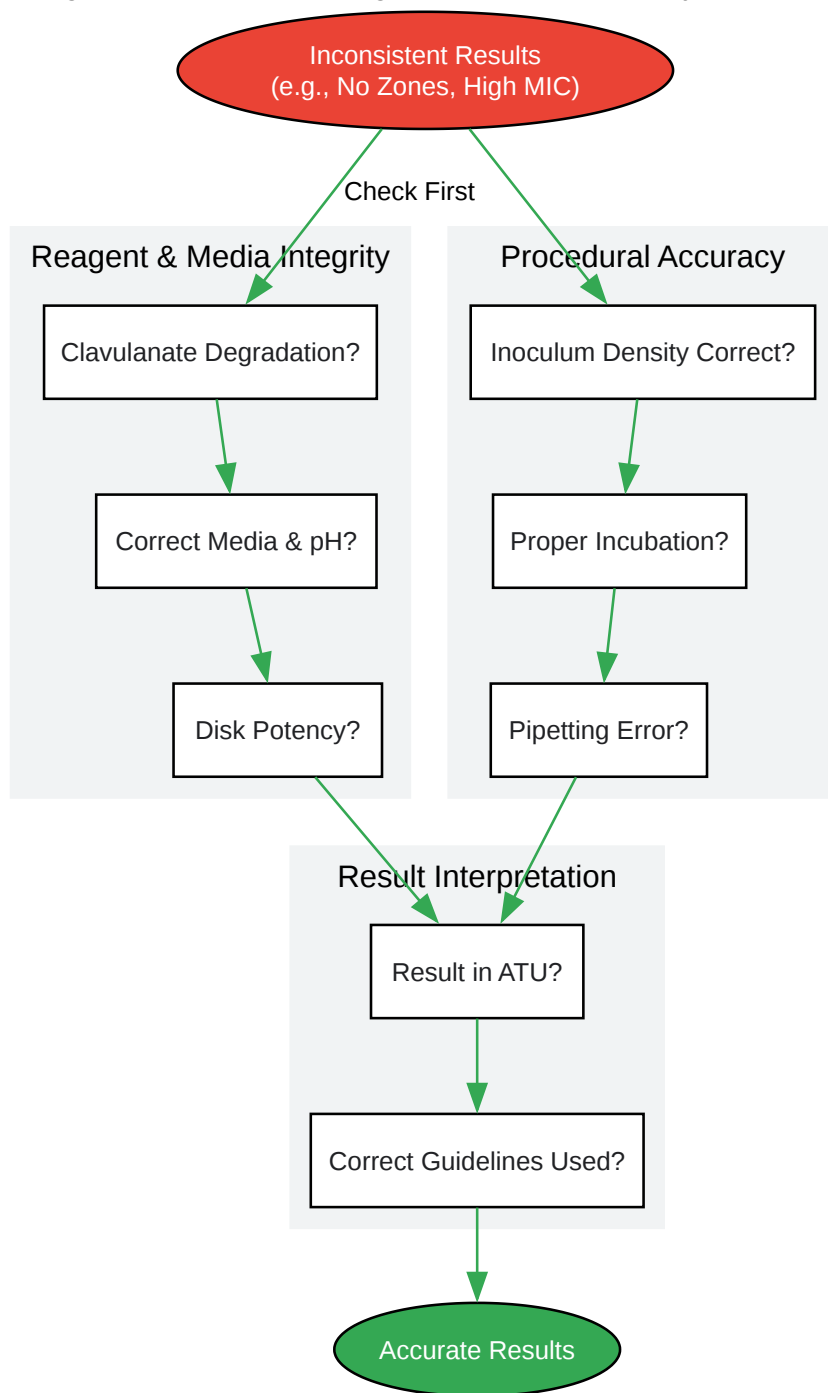 Inconsistent Results
(e.g., No Zones, High MIC)
Check First
Reagent & Media Integrity
Clavulanate Degradation?
Correct Media & pH?
Disk Potency?
Procedural Accuracy
Inoculum Density Correct?
Proper Incubation?
Pipetting Error?
Result Interpretation
Result in ATU?
Correct Guidelines Used?
Accurate Results